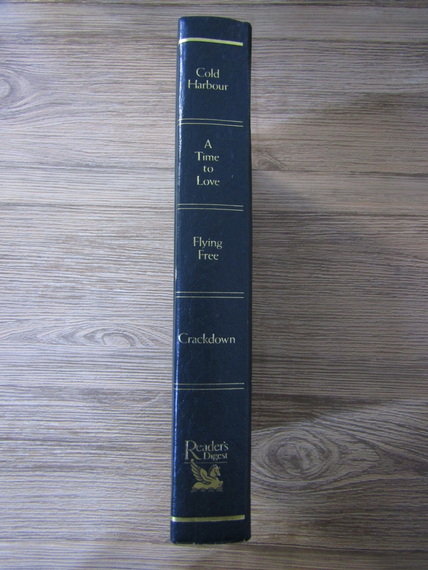 Cold
Harbour
A
Time
to
Love
Flying
Free
Crackdown
Reader's
Digest